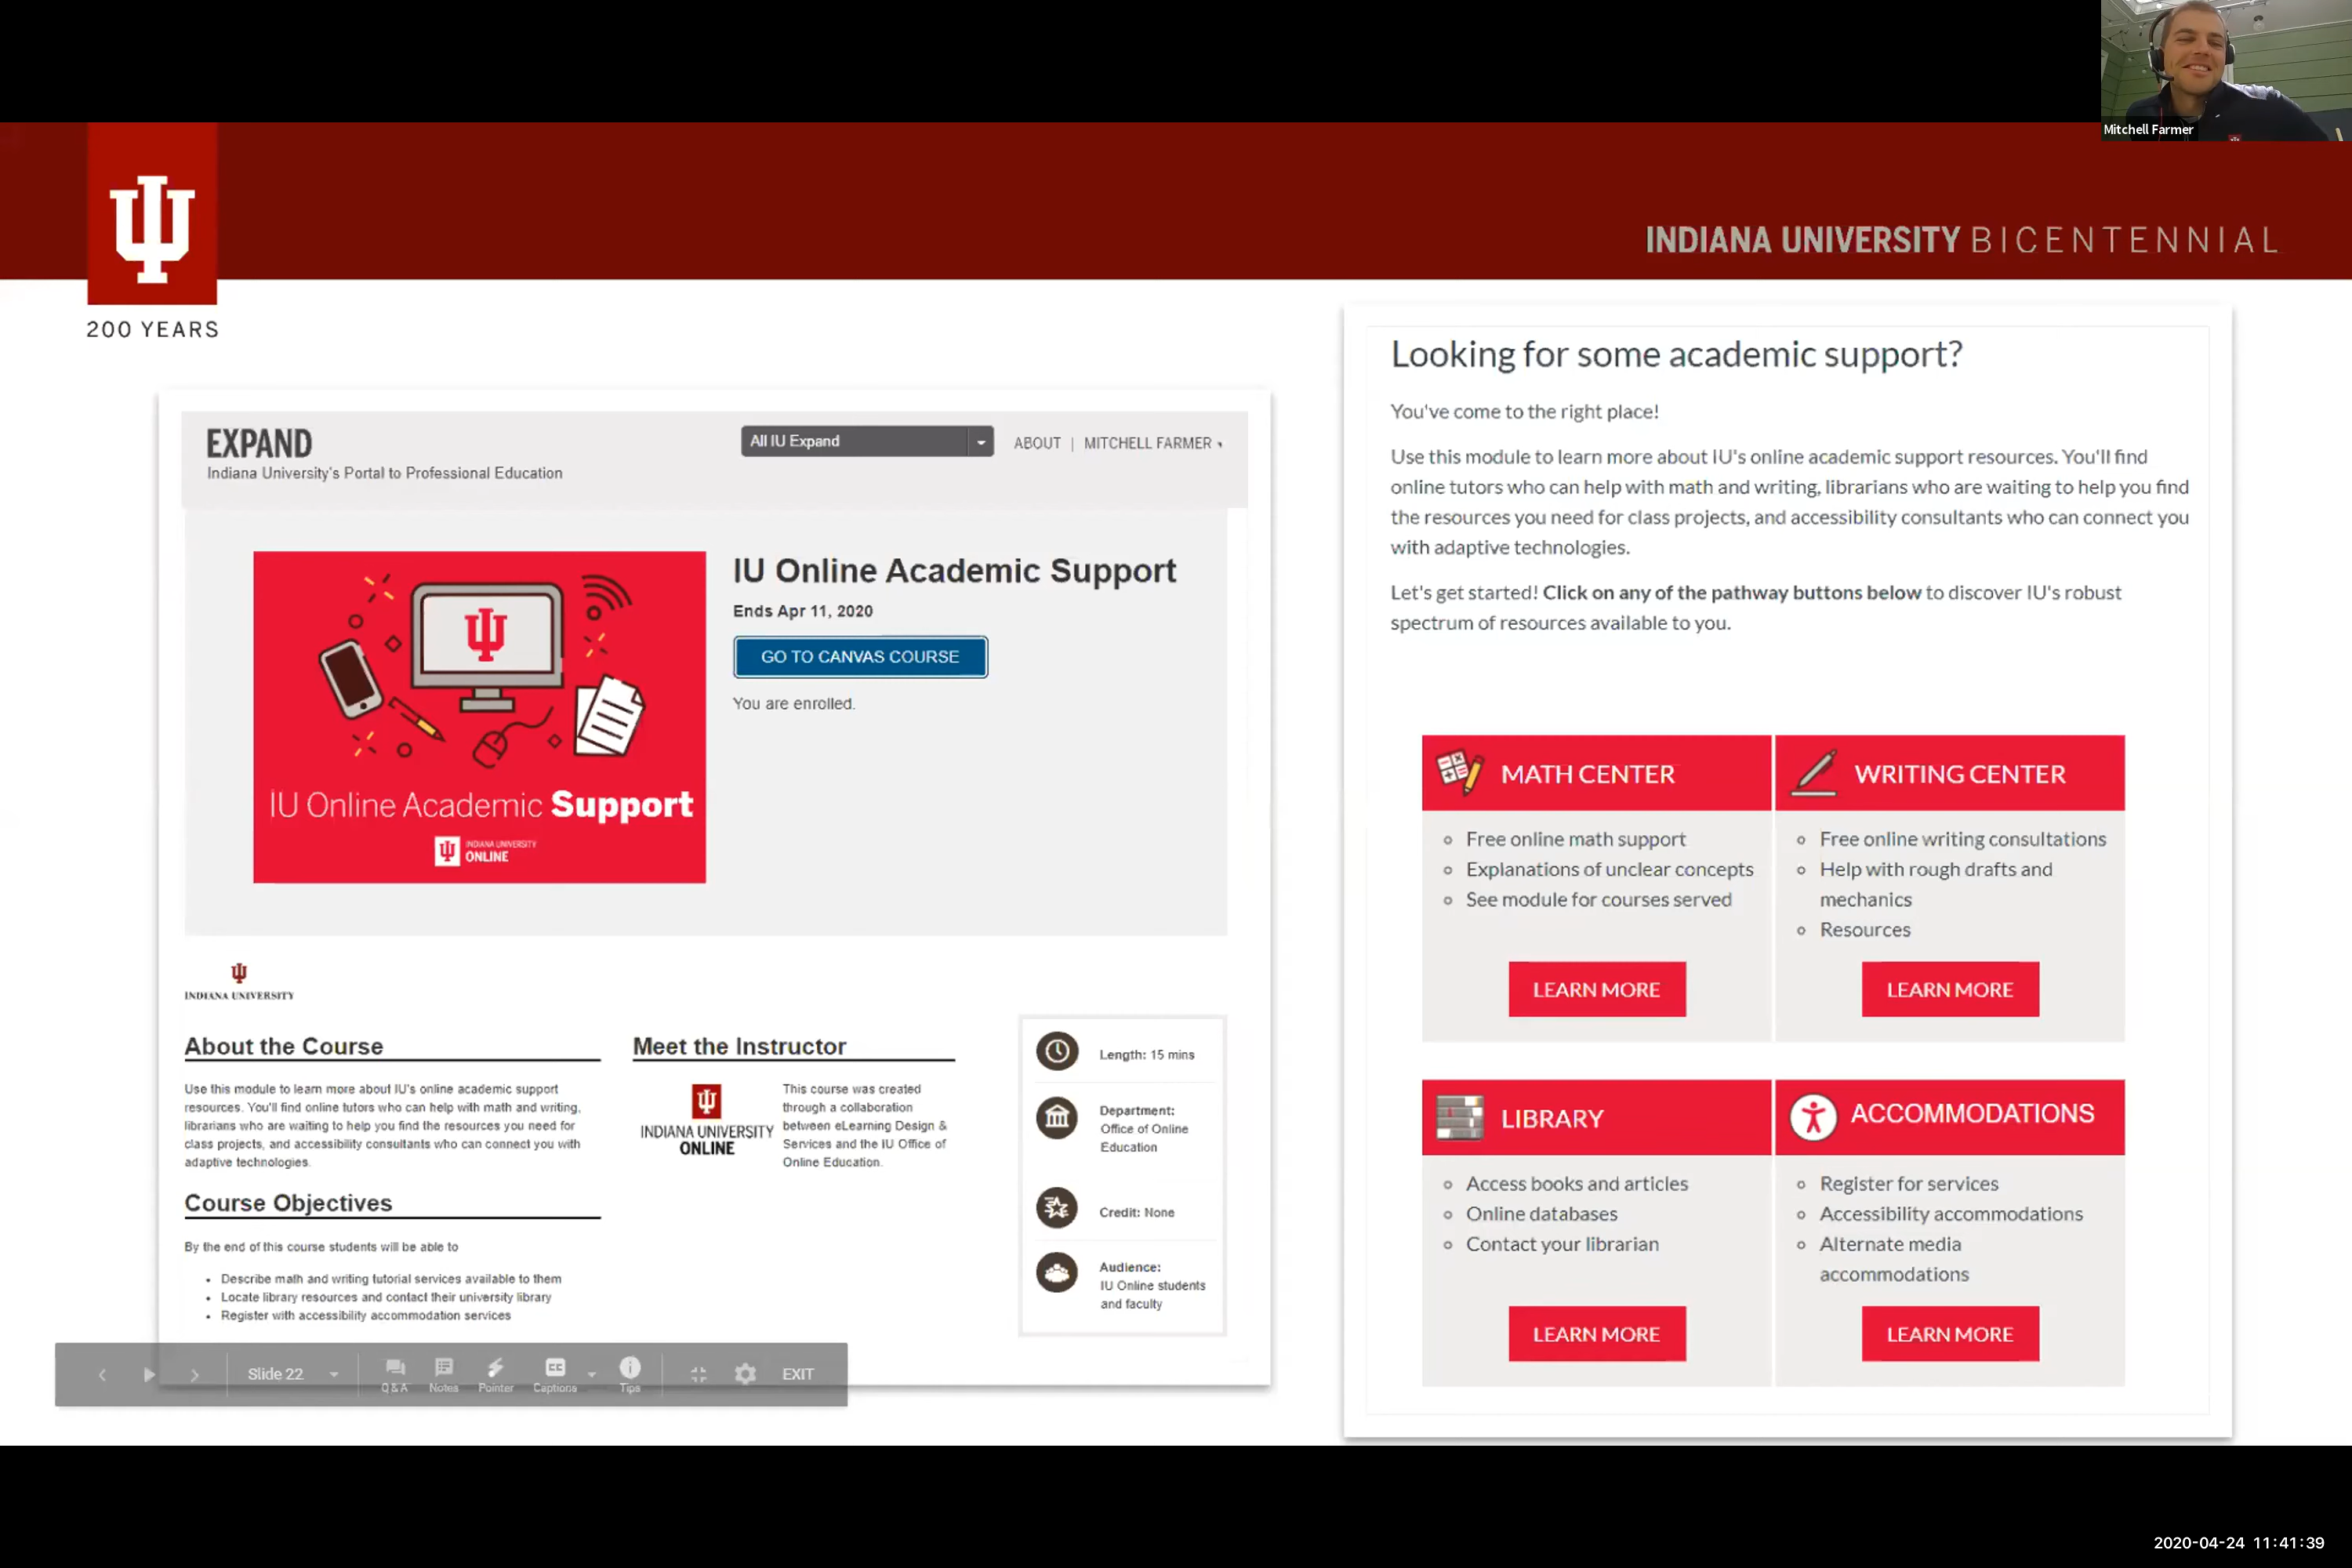 Mitchell Farmer
INDIANA UNIVERSITY BICENTENNIAL
200 YEARS
EXPAND
Indiana University's Portal to Professional Education
All IU Expand
ABOUT | MITCHELL FARMER
IU Online Academic Support
INDIANA UNIVERSITY
ONLINE
IU Online Academic Support
Ends Apr 11, 2020
GO TO CANVAS COURSE
You are enrolled.
INDIANA UNIVERSITY
About the Course
Use this module to learn more about IU's online academic support
resources. You'll find online tutors who can help with math and writing,
librarians who are waiting to help you find the resources you need for
class projects, and accessibility consultants who can connect you with
adaptive technologies.
Course Objectives
By the end of this course students will be able to
• Describe math and writing tutorial services available to them
• Locate library resources and contact their university library
• Register with accessibility accommodation services
Meet the Instructor
INDIANA UNIVERSITY
ONLINE
This course was created
through a collaboration
between eLearning Design &
Services and the IU Office of
Online Education.
Length: 15 mins
Department:
Office of Online
Education
Credit: None
Audience:
IU Online students
and faculty
Slide 22
Q & A
Notes
Pointer
CC
Captions
Tips
EXIT
Looking for some academic support?
You've come to the right place!
Use this module to learn more about IU's online academic support resources. You'll find
online tutors who can help with math and writing, librarians who are waiting to help you find
the resources you need for class projects, and accessibility consultants who can connect you
with adaptive technologies.
Let's get started! Click on any of the pathway buttons below to discover IU's robust
spectrum of resources available to you.
MATH CENTER
Free online math support
Explanations of unclear concepts
See module for courses served
LEARN MORE
WRITING CENTER
Free online writing consultations
Help with rough drafts and
mechanics
Resources
LEARN MORE
LIBRARY
Access books and articles
Online databases
Contact your librarian
LEARN MORE
ACCOMMODATIONS
Register for services
Accessibility accommodations
Alternate media
accommodations
LEARN MORE
2020-04-24 11:41:39